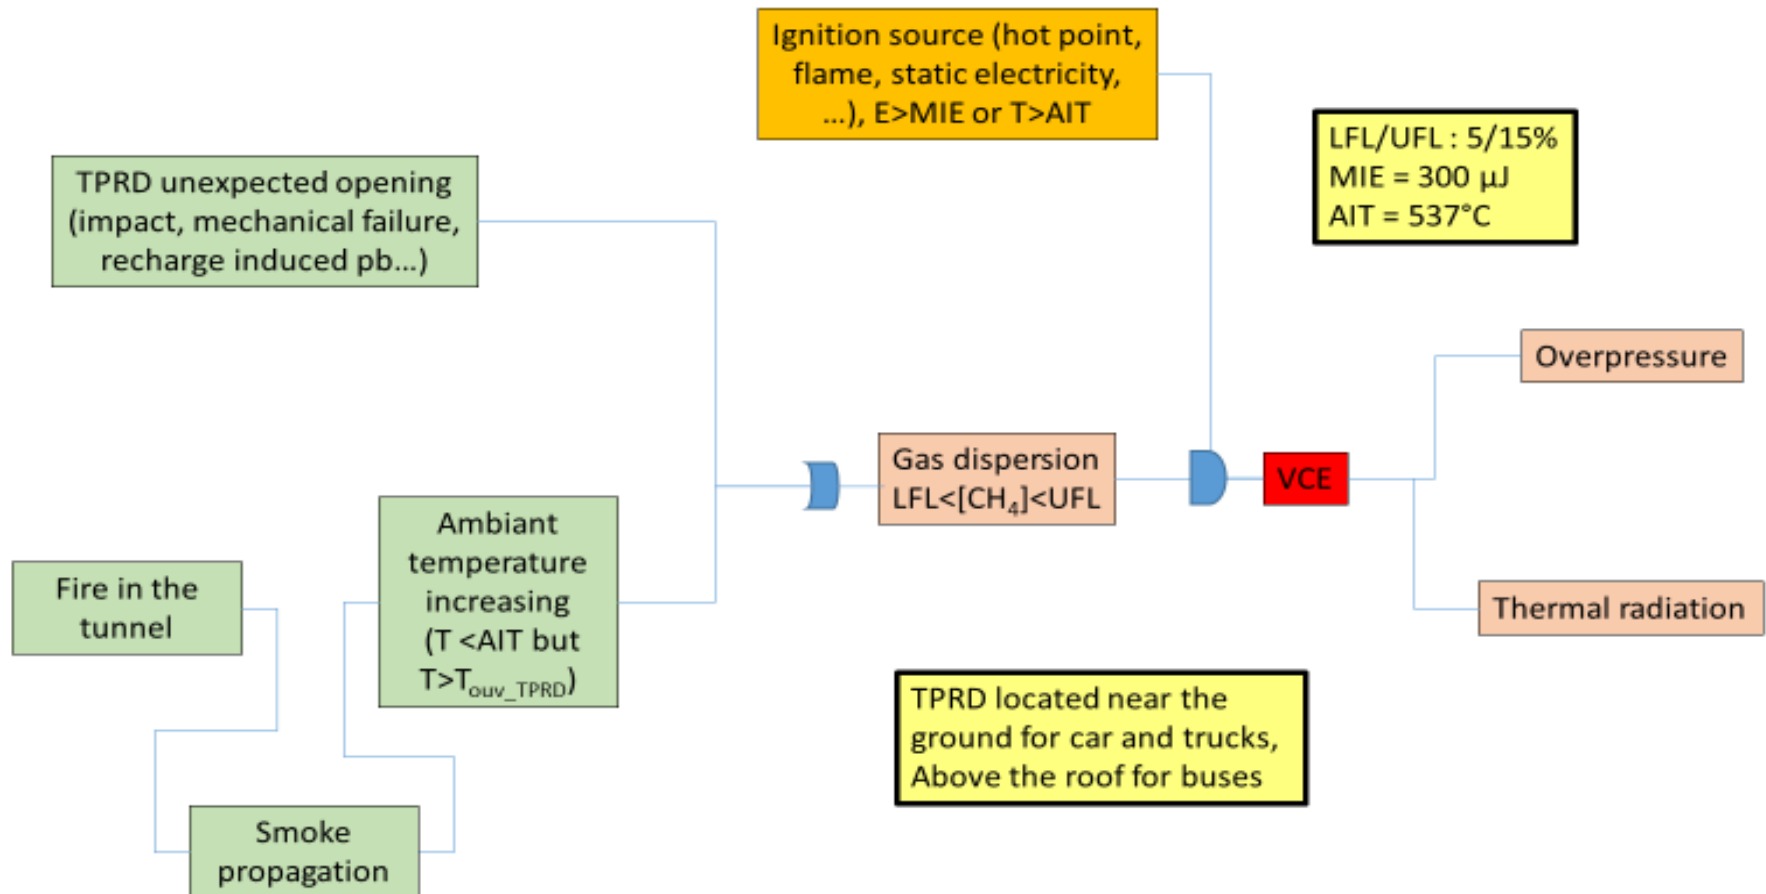 Ignition source (hot point,
flame, static electricity,
...), E>MIE or T>AIT
LFL/UFL : 5/15%
MIE = 300 µJ
AIT = 537°C
TPRD unexpected opening
(impact, mechanical failure,
recharge induced pb...)
Overpressure
Gas dispersion
LFL<[CH₄]<UFL
VCE
Ambiant
temperature
increasing
(T <AIT but
T>T_ouv_TPRD)
Fire in the
tunnel
Thermal radiation
TPRD located near the
ground for car and trucks,
Above the roof for buses
Smoke
propagation